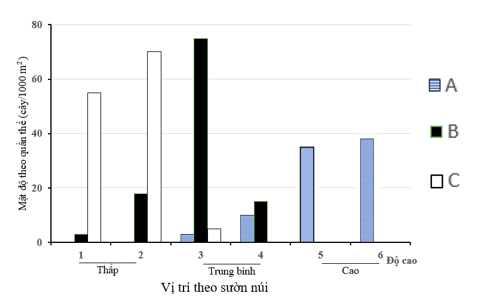 Mật độ theo quần thể (cây/1000 m²)
80
60
40
20
0
A
B
C
1 2 3 4 5 6 Độ cao
Thấp Trung bình Cao
Vị trí theo sườn núi